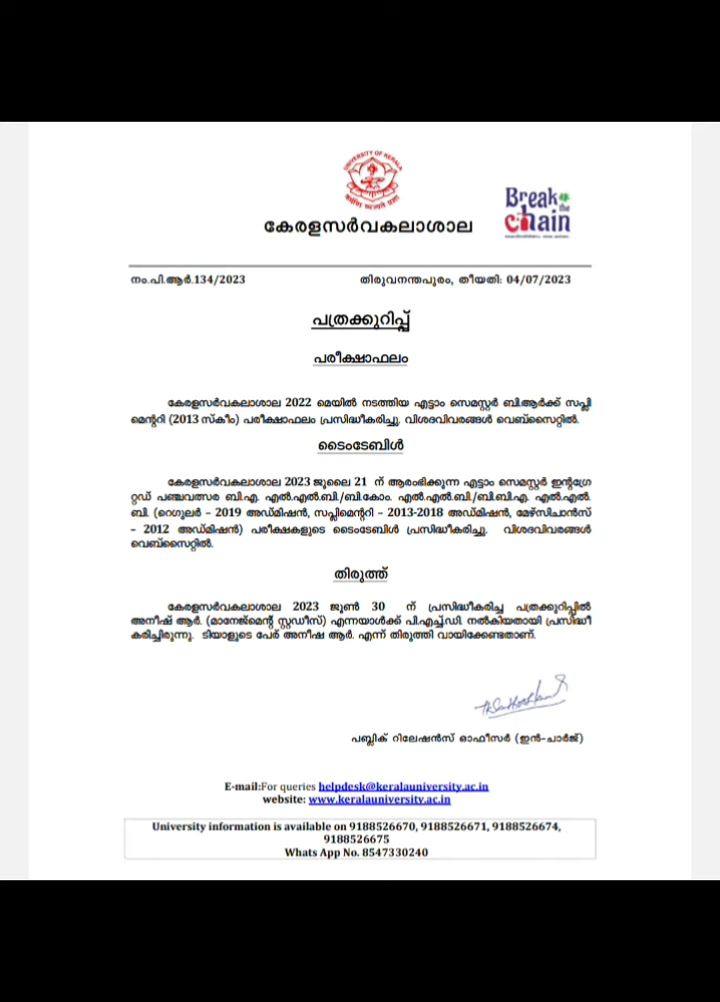 UNIVERSITY OF KERALA
Break
the
chain
കേരളസർവകലാശാല
നം.പി.ആർ.134/2023 തിരുവനന്തപുരം, തീയതി: 04/07/2023
പത്രക്കുറിപ്പ്
പരീക്ഷാഫലം
കേരളസർവകലാശാല 2022 മെയിൽ നടത്തിയ എട്ടാം സെമസ്റ്റർ ബി.ആർക്ക് സപ്ലി
മെന്ററി (2013 സ്കീം) പരീക്ഷാഫലം പ്രസിദ്ധീകരിച്ചു. വിശദവിവരങ്ങൾ വെബ്സൈറ്റിൽ.
ടൈംടേബിൾ
കേരളസർവകലാശാല 2023 ജൂലൈ 21 ന് ആരംഭിക്കുന്ന എട്ടാം സെമസ്റ്റർ ഇന്റഗ്രേ
റ്റഡ് പഞ്ചവത്സര ബി.എ. എൽ.എൽ.ബി./ബി.കോം. എൽ.എൽ.ബി./ബി.ബി.എ. എൽ.എൽ.
ബി. (റെഗുലർ – 2019 അഡ്മിഷൻ, സപ്ലിമെന്ററി – 2013-2018 അഡ്മിഷൻ, മേഴ്സിചാൻസ്
– 2012 അഡ്മിഷൻ) പരീക്ഷകളുടെ ടൈംടേബിൾ പ്രസിദ്ധീകരിച്ചു. വിശദവിവരങ്ങൾ
വെബ്സൈറ്റിൽ.
തിരുത്ത്
കേരളസർവകലാശാല 2023 ജൂൺ 30 ന് പ്രസിദ്ധീകരിച്ച പത്രക്കുറിപ്പിൽ
അനീഷ് ആർ. (മാനേജ്മെന്റ് സ്റ്റഡീസ്) എന്നയാൾക്ക് പി.എച്ച്.ഡി. നൽകിയതായി പ്രസിദ്ധീ
കരിച്ചിരുന്നു. ടിയാളുടെ പേര് അനീഷ ആർ. എന്ന് തിരുത്തി വായിക്കേണ്ടതാണ്.
പബ്ലിക് റിലേഷൻസ് ഓഫീസർ (ഇൻ-ചാർജ്)
E-mail:For queries helpdesk@keralauniversity.ac.in
website: www.keralauniversity.ac.in
University information is available on 9188526670, 9188526671, 9188526674,
9188526675
Whats App No. 8547330240